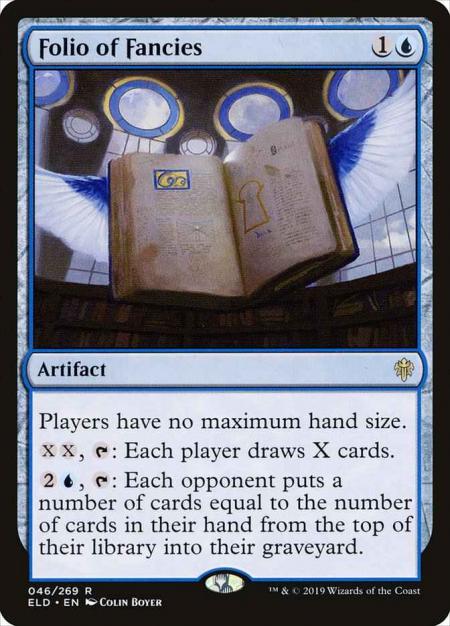 Folio of Fancies 1
Artifact
Players have no maximum hand size.
X X, : Each player draws X cards.
2 , : Each opponent puts a
number of cards equal to the number
of cards in their hand from the top of
their library into their graveyard.
046/269 R
ELD • EN COLIN BOYER
™ & © 2019 Wizards of the Coast